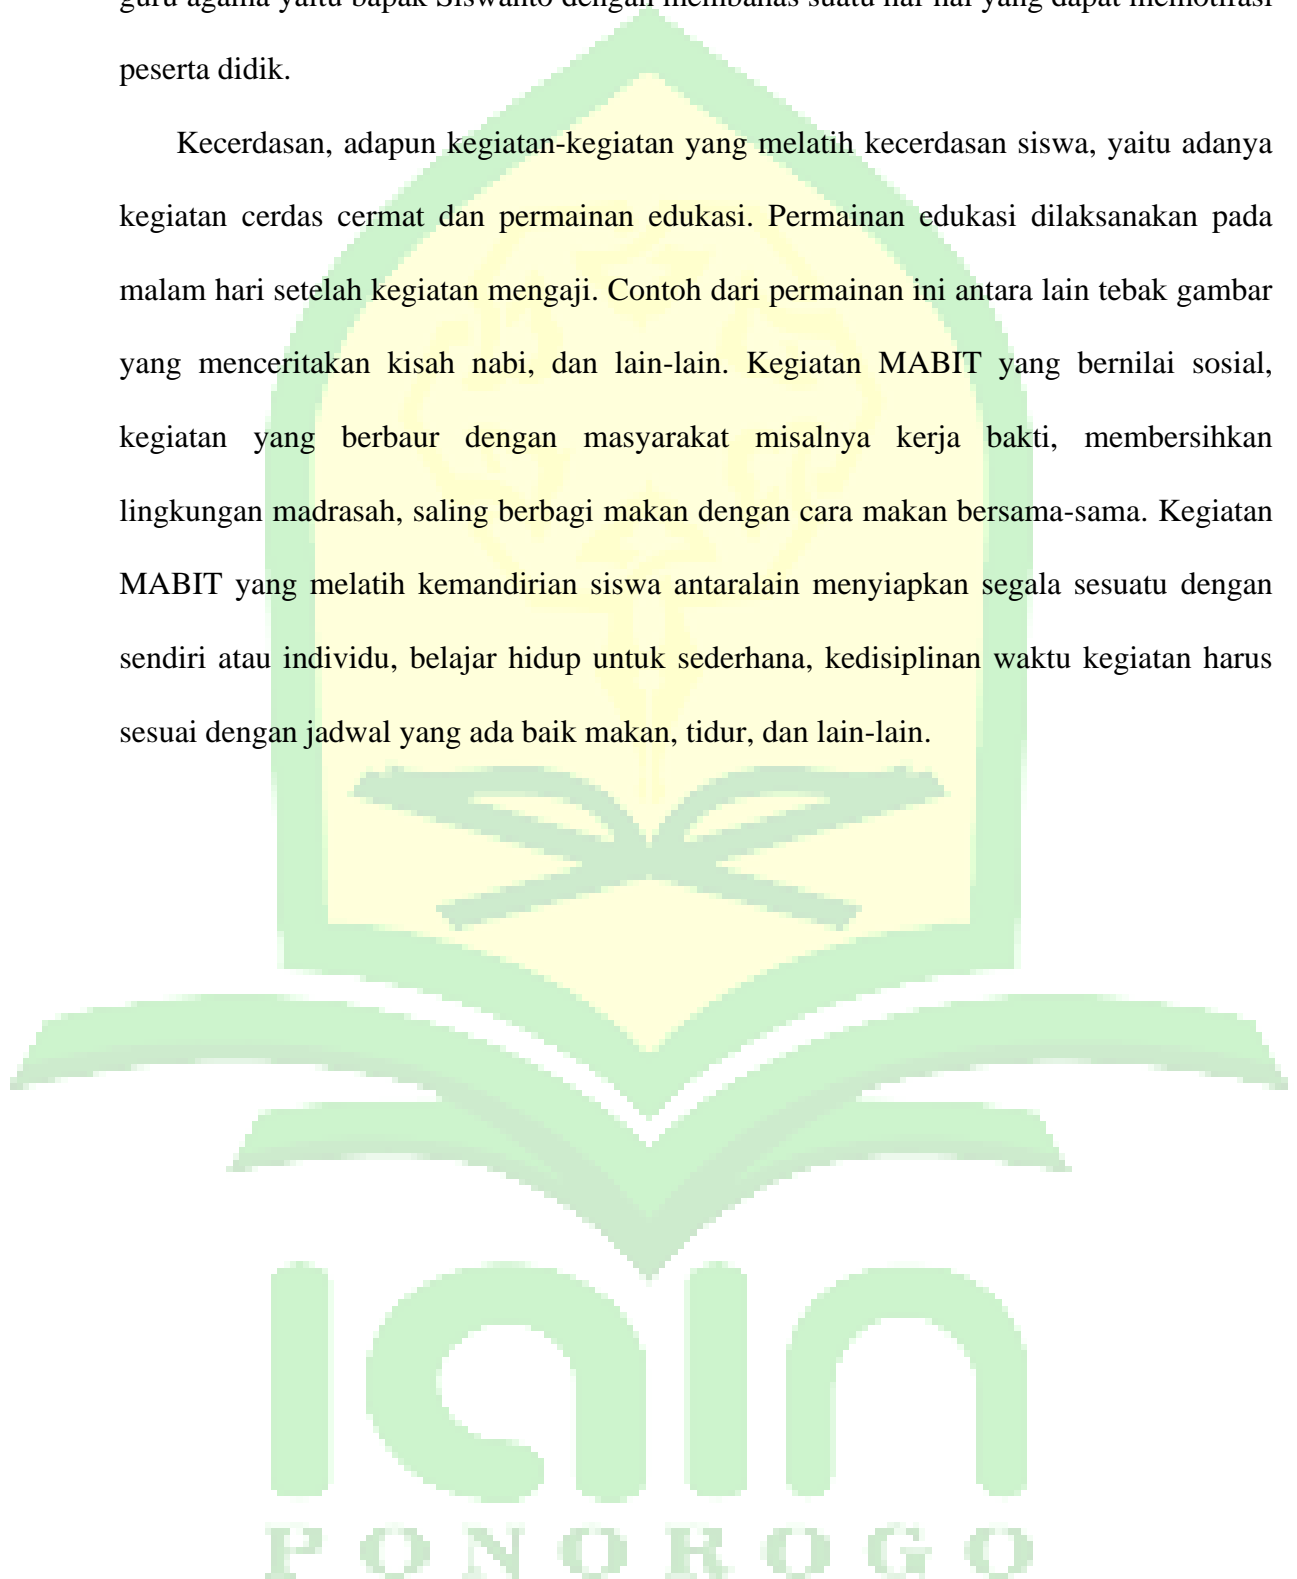 guru agama yaitu bapak Siswanto dengan membahas suatu hal-hal yang dapat memotifasi
peserta didik.
Kecerdasan, adapun kegiatan-kegiatan yang melatih kecerdasan siswa, yaitu adanya
kegiatan cerdas cermat dan permainan edukasi. Permainan edukasi dilaksanakan pada
malam hari setelah kegiatan mengaji. Contoh dari permainan ini antara lain tebak gambar
yang menceritakan kisah nabi, dan lain-lain. Kegiatan MABIT yang bernilai sosial,
kegiatan yang berbaur dengan masyarakat misalnya kerja bakti, membersihkan
lingkungan madrasah, saling berbagi makan dengan cara makan bersama-sama. Kegiatan
MABIT yang melatih kemandirian siswa antaralain menyiapkan segala sesuatu dengan
sendiri atau individu, belajar hidup untuk sederhana, kedisiplinan waktu kegiatan harus
sesuai dengan jadwal yang ada baik makan, tidur, dan lain-lain.
iain
PONOROGO